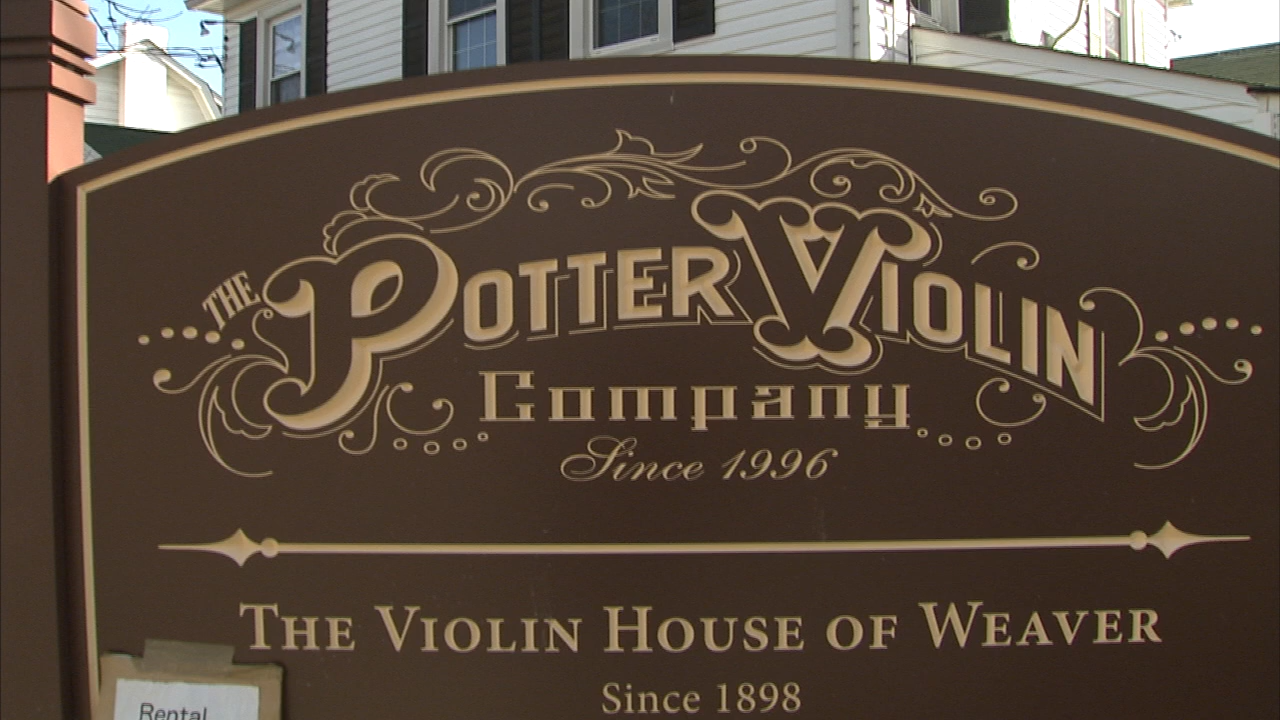 THE POTTER VIOLIN
Company
Since 1996
THE VIOLIN HOUSE OF WEAVER
Since 1898
Rental